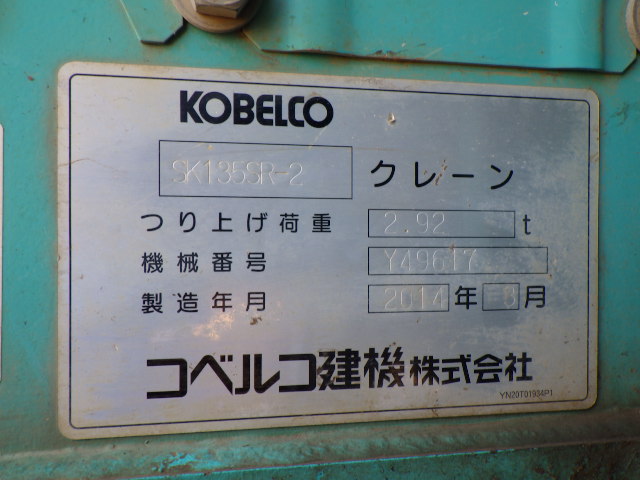 KOBELCO
SK135SR-2 クレーン
つり上げ荷重 2.92 t
機械番号 Y49617
製造年月 2014 年 3 月
コベルコ建機株式会社
YN20T01934P1